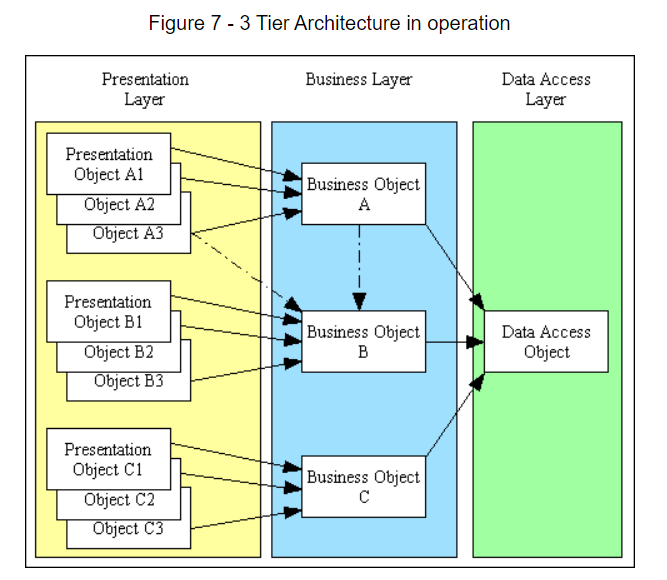 Figure 7 - 3 Tier Architecture in operation
Presentation
Layer
Business Layer
Data Access
Layer
Presentation
Object A1
Object A2
Object A3
Business Object
A
Presentation
Object B1
Object B2
Object B3
Business Object
B
Data Access
Object
Presentation
Object C1
Object C2
Object C3
Business Object
C